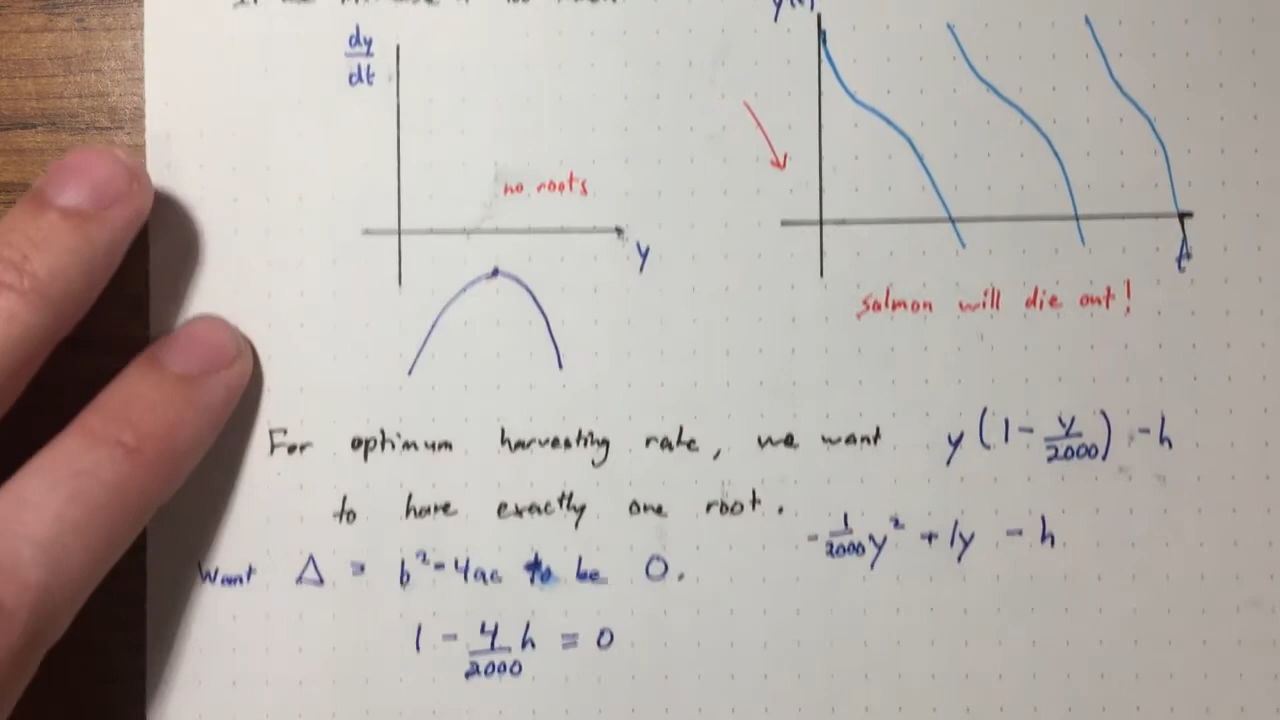 dy
dt
y
no roots
y(t)
t
salmon will die out!
For optimum harvesting rate, we want y(1 - y/2000) - h
to have exactly one root.
-1/2000 y² + 1y - h
Want Δ = b² - 4ac to be 0.
1 - 4/2000 h = 0